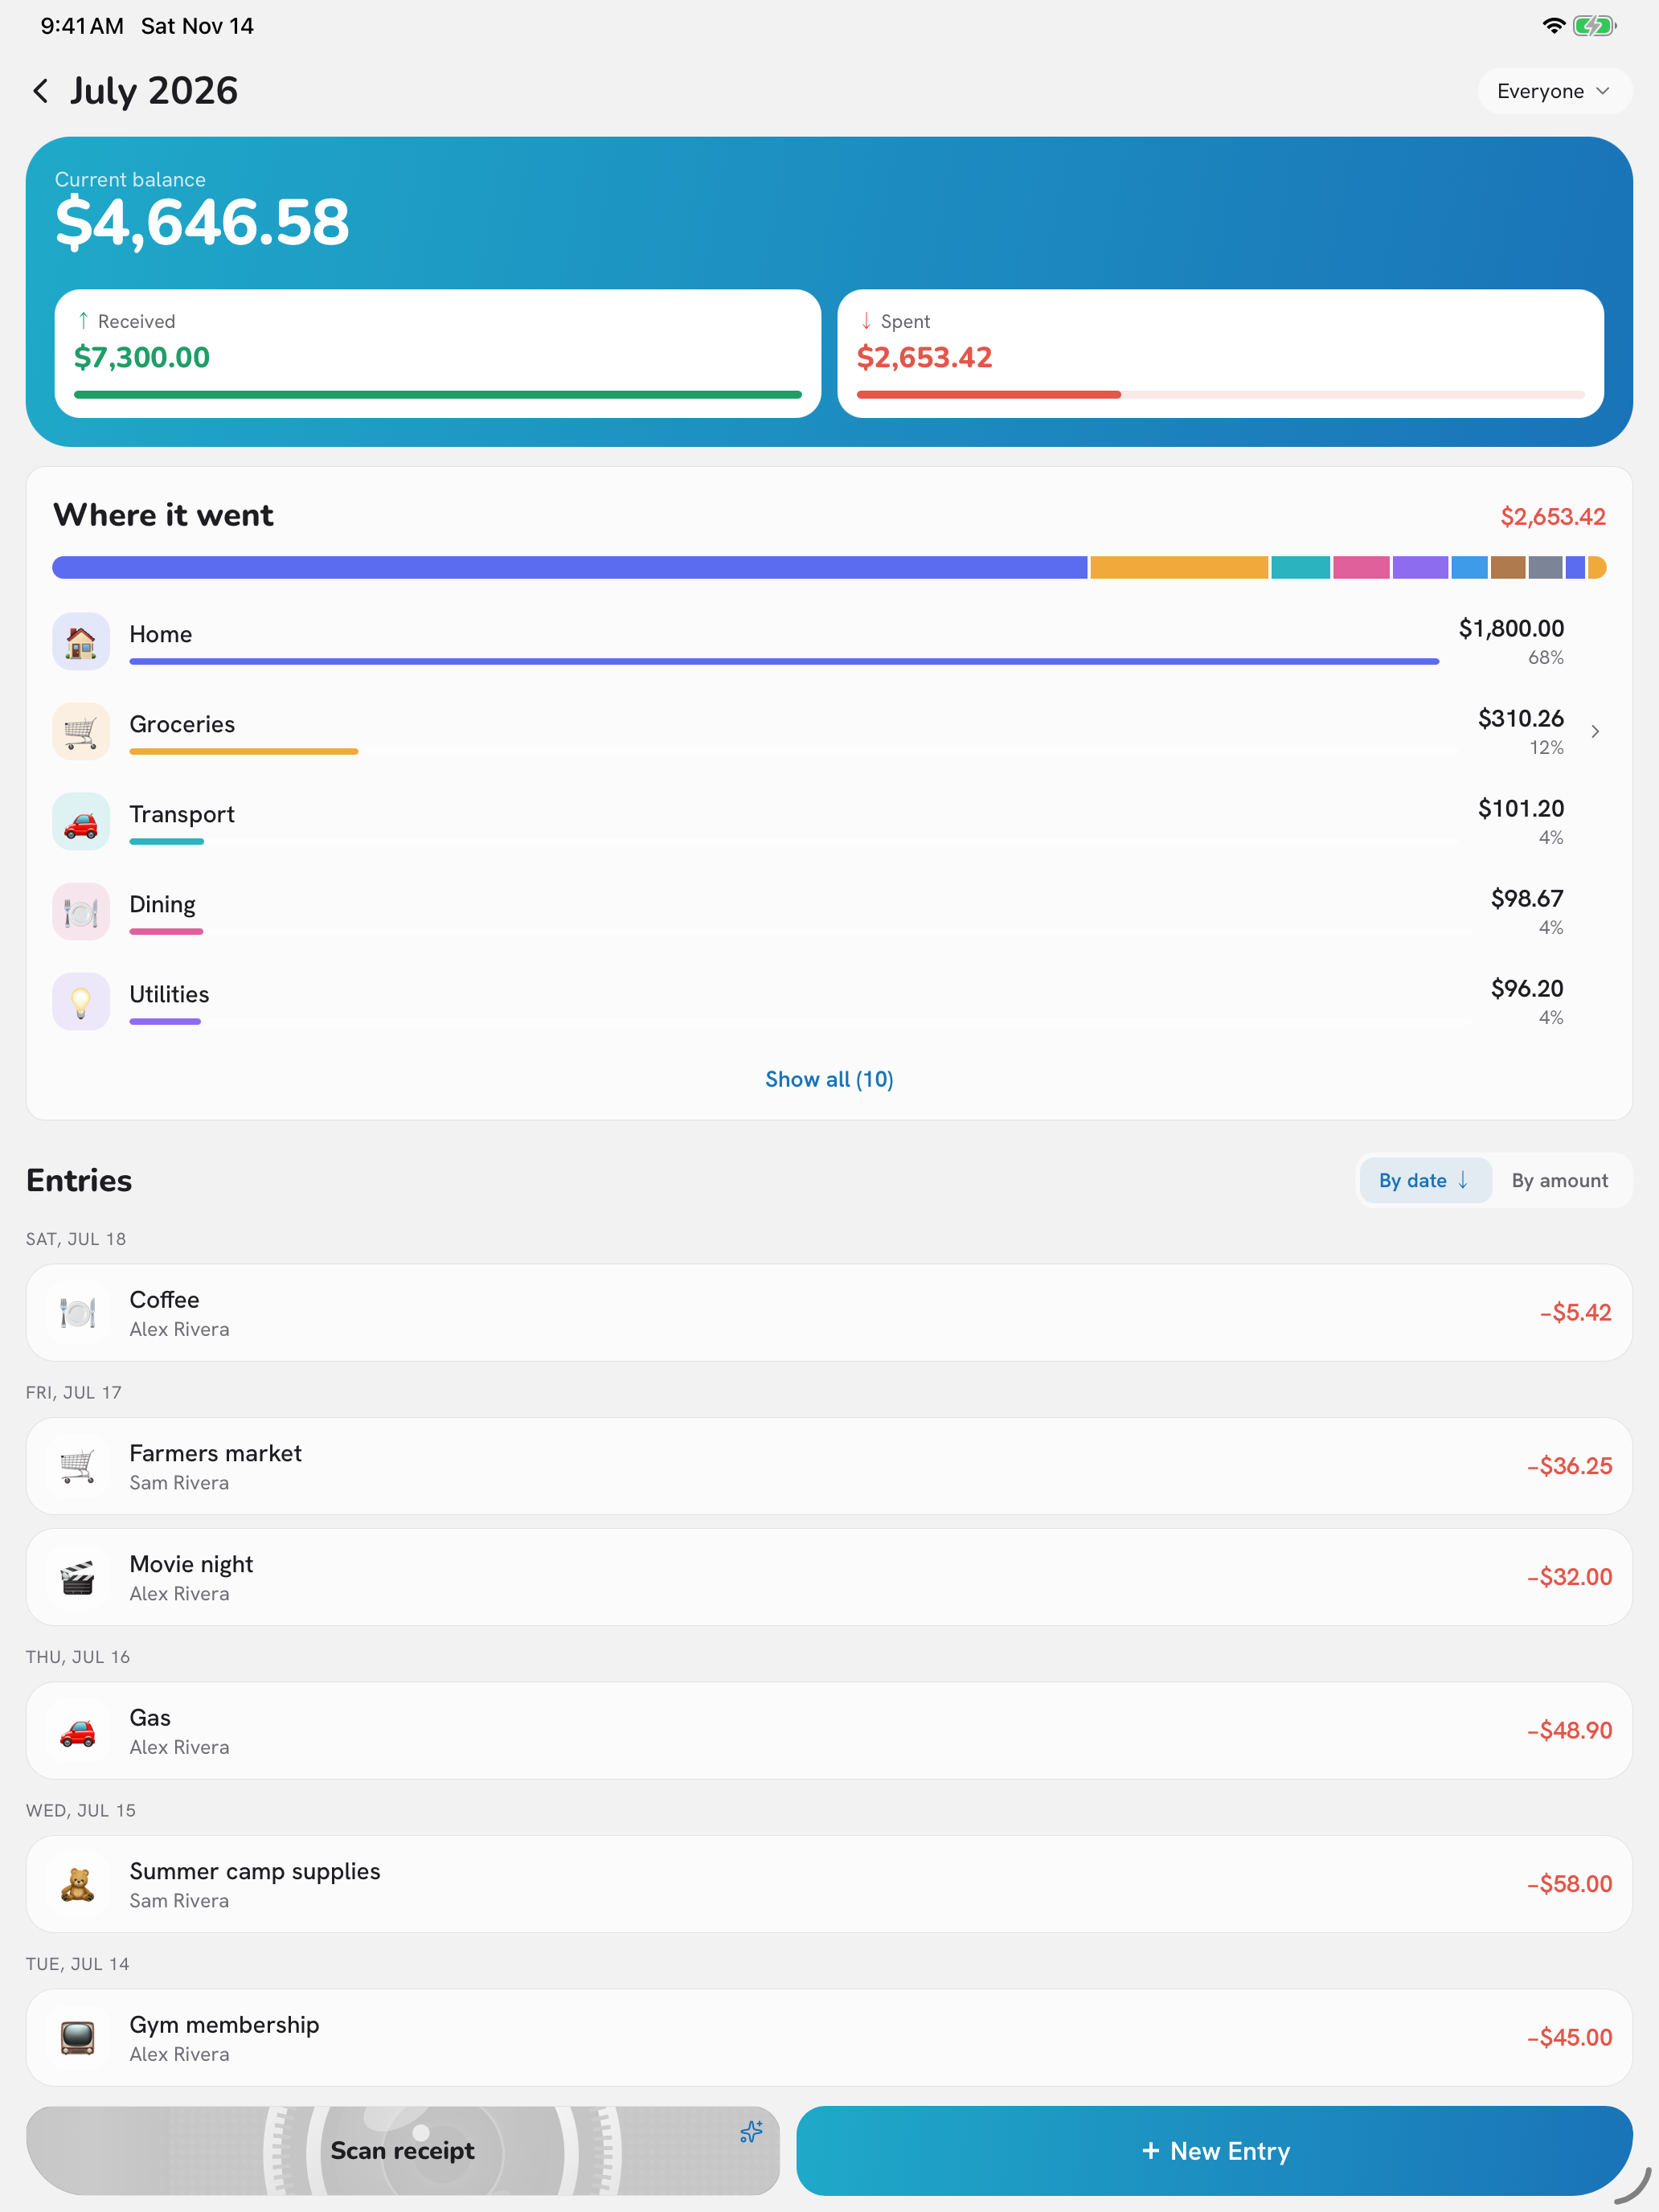 9:41 AM Sat Nov 14
July 2026
Everyone
Current balance
$4,646.58
↑ Received
$7,300.00
↓ Spent
$2,653.42
Where it went
$2,653.42
Home
$1,800.00
68%
Groceries
$310.26
12%
Transport
$101.20
4%
Dining
$98.67
4%
Utilities
$96.20
4%
Show all (10)
Entries
By date ↓
By amount
SAT, JUL 18
Coffee
Alex Rivera
–$5.42
FRI, JUL 17
Farmers market
Sam Rivera
–$36.25
Movie night
Alex Rivera
–$32.00
THU, JUL 16
Gas
Alex Rivera
–$48.90
WED, JUL 15
Summer camp supplies
Sam Rivera
–$58.00
TUE, JUL 14
Gym membership
Alex Rivera
–$45.00
Scan receipt
+ New Entry